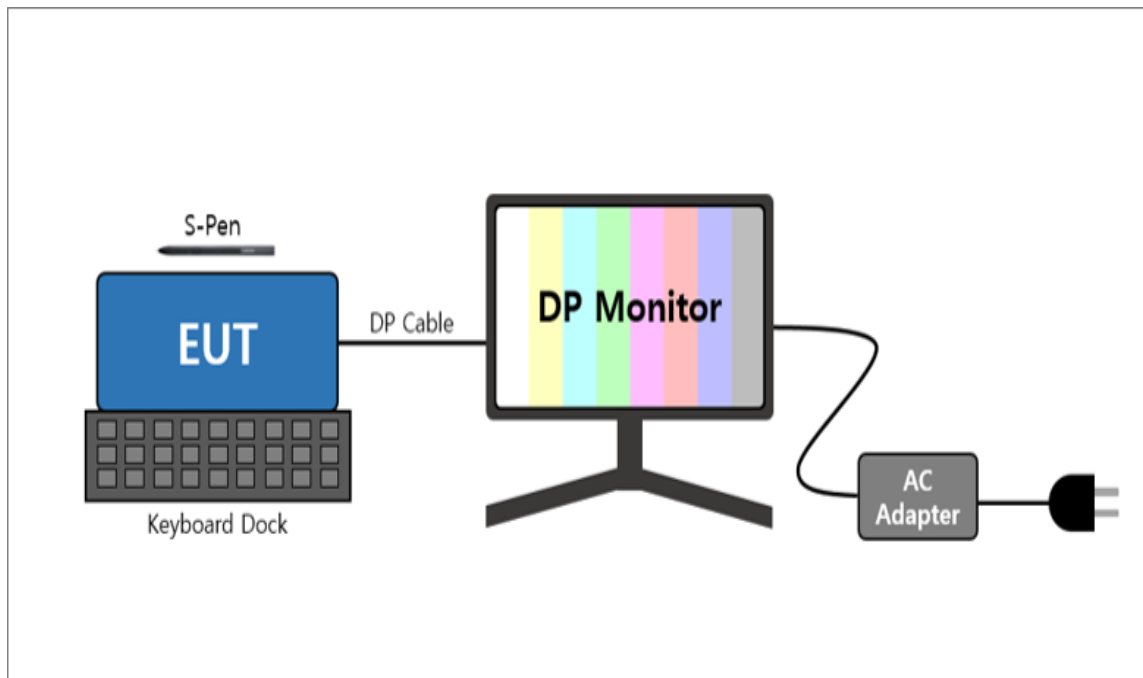 S-Pen
EUT
DP Cable
DP Monitor
Keyboard Dock
AC
Adapter